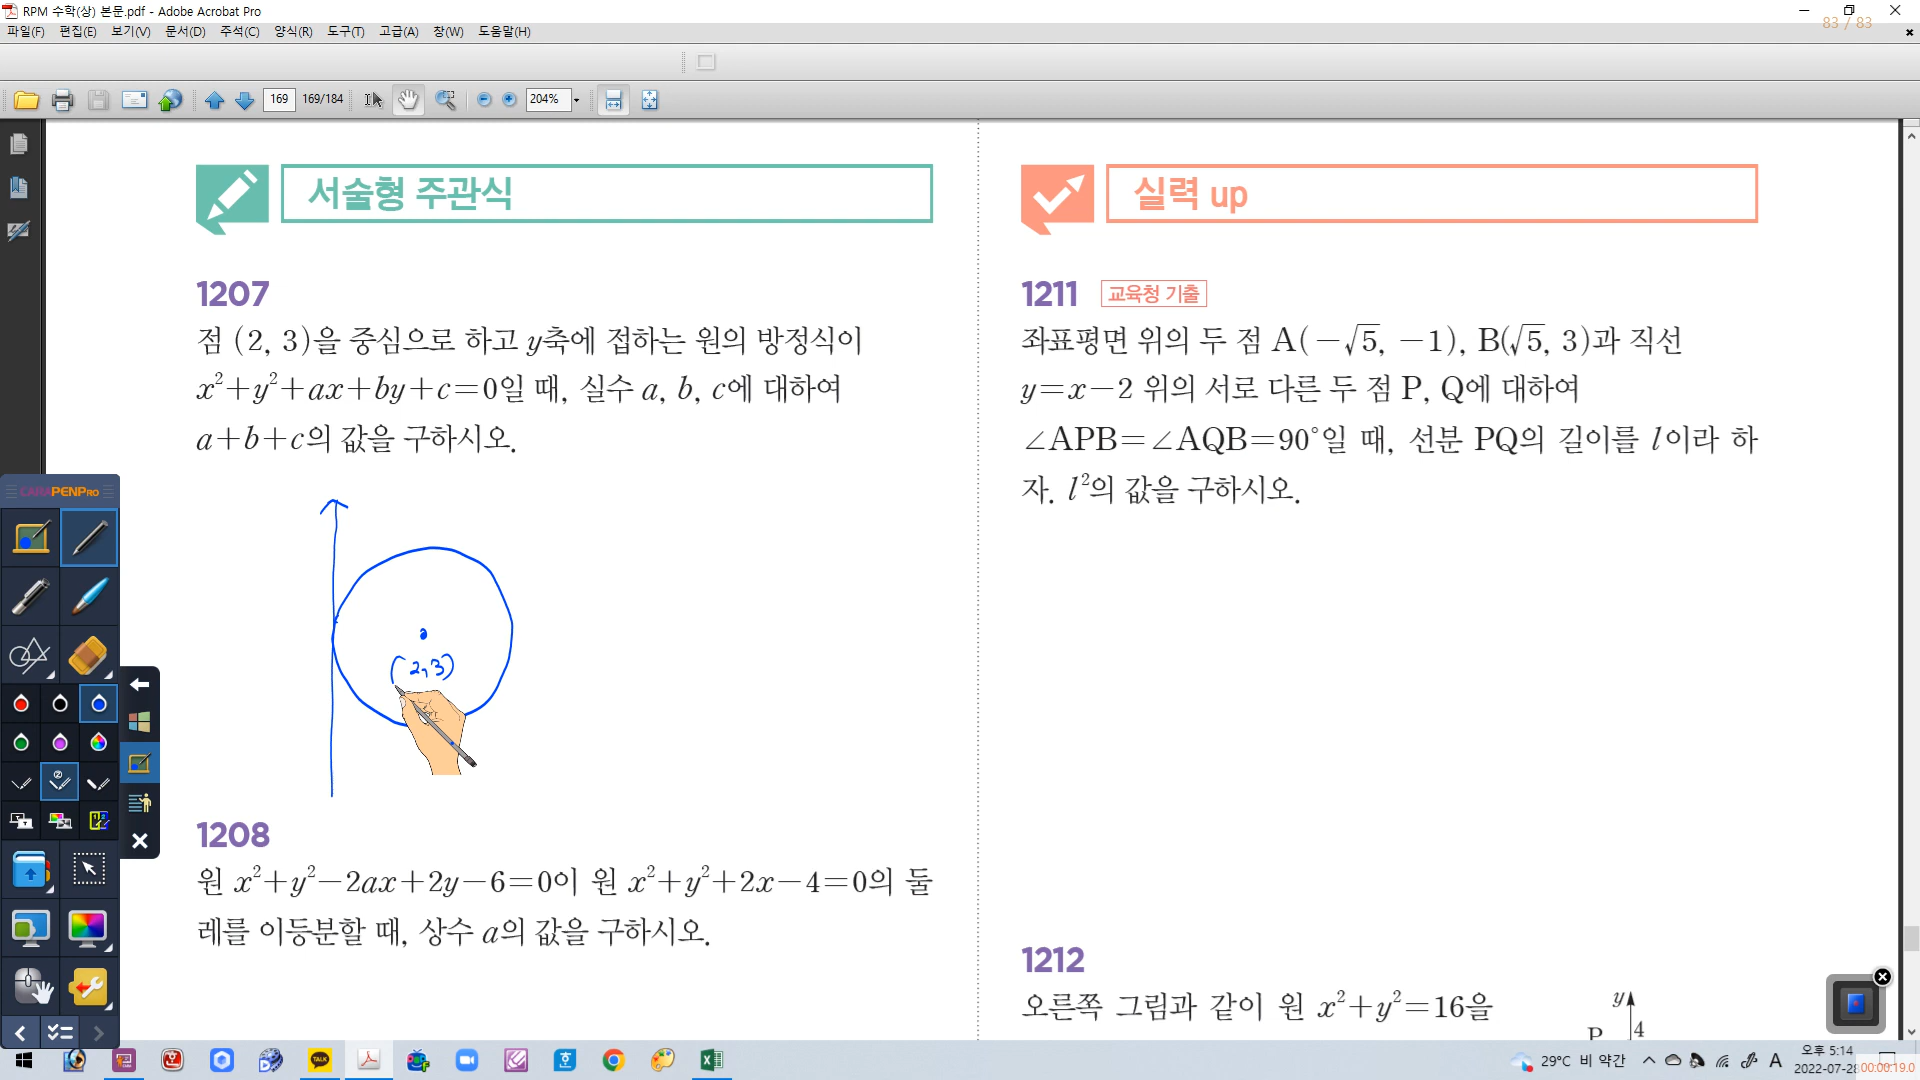 RPM 수학(상) 본문.pdf - Adobe Acrobat Pro
83 / 83
파일(F) 편집(E) 보기(V) 문서(D) 주석(C) 양식(R) 도구(T) 고급(A) 창(W) 도움말(H)
169 169/184 204%
서술형 주관식
1207
점 (2, 3)을 중심으로 하고 y축에 접하는 원의 방정식이
x²+y²+ax+by+c=0일 때, 실수 a, b, c에 대하여
a+b+c의 값을 구하시오.
(2,3)
1208
원 x²+y²-2ax+2y-6=0이 원 x²+y²+2x-4=0의 둘
레를 이등분할 때, 상수 a의 값을 구하시오.
실력 up
1211 교육청 기출
좌표평면 위의 두 점 A(-√5, -1), B(√5, 3)과 직선
y=x-2 위의 서로 다른 두 점 P, Q에 대하여
∠APB=∠AQB=90°일 때, 선분 PQ의 길이를 l이라 하
자. l²의 값을 구하시오.
1212
오른쪽 그림과 같이 원 x²+y²=16을
y
4
P
CARAPENPRO
TALK
29°C 비 약간
A
오후 5:14
2022-07-28
00:00:19.0